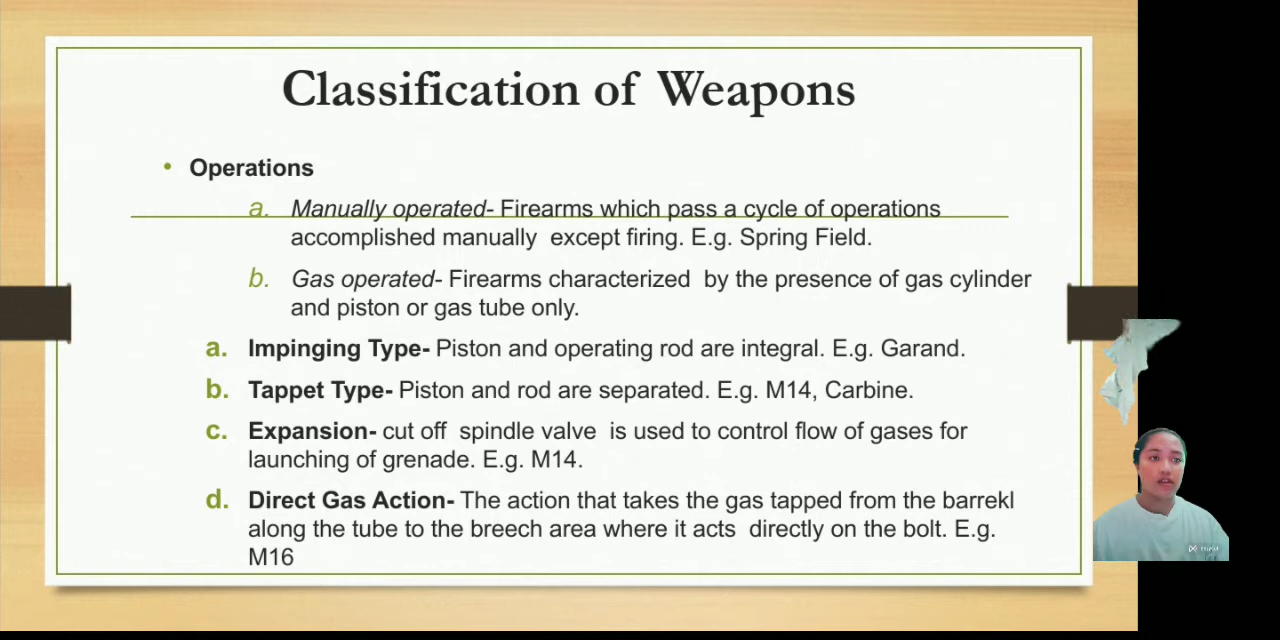 Classification of Weapons
• Operations
a. Manually operated- Firearms which pass a cycle of operations
accomplished manually except firing. E.g. Spring Field.
b. Gas operated- Firearms characterized by the presence of gas cylinder
and piston or gas tube only.
a. Impinging Type- Piston and operating rod are integral. E.g. Garand.
b. Tappet Type- Piston and rod are separated. E.g. M14, Carbine.
c. Expansion- cut off spindle valve is used to control flow of gases for
launching of grenade. E.g. M14.
d. Direct Gas Action- The action that takes the gas tapped from the barrekl
along the tube to the breech area where it acts directly on the bolt. E.g.
M16